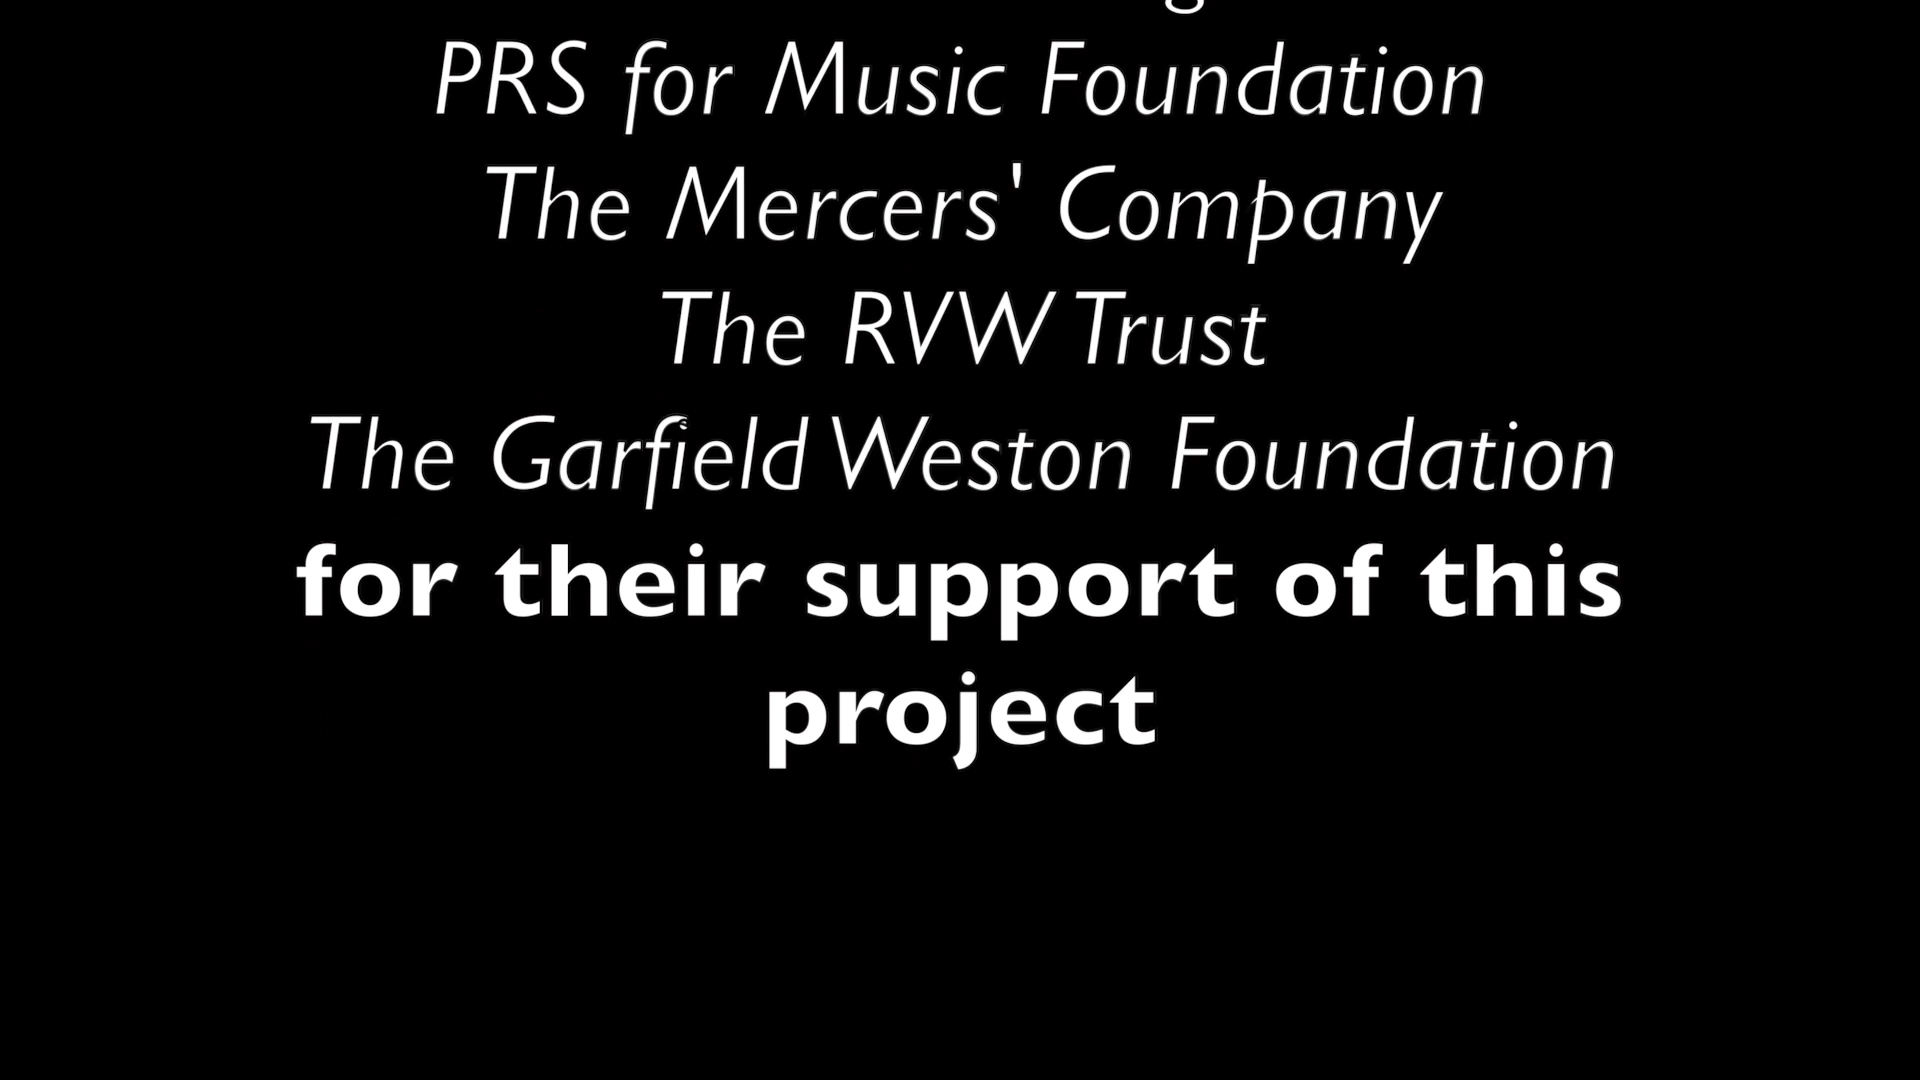 PRS for Music Foundation
The Mercers' Company
The RVW Trust
The Garfield Weston Foundation
for their support of this
project